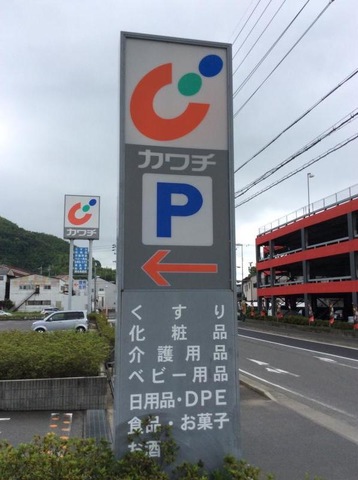 カワチ
P
くすり
化粧品
介護用品
ベビー用品
日用品・DPE
食品・お菓子
お酒
カワチ